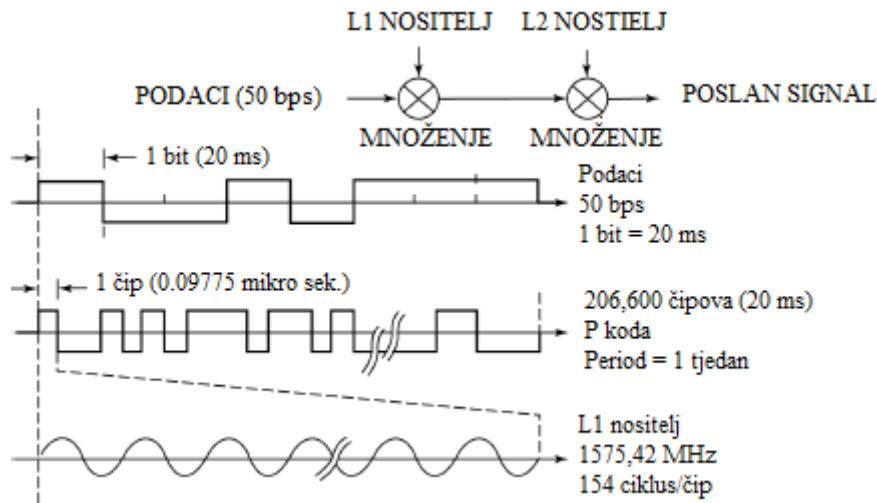 L1 NOSITELJ
L2 NOSTIELJ
PODACI (50 bps)
POSLAN SIGNAL
MNOŽENJE
MNOŽENJE
1 bit (20 ms)
Podaci
50 bps
1 bit = 20 ms
1 čip (0.09775 mikro sek.)
206,600 čipova (20 ms)
P koda
Period = 1 tjedan
L1 nositelj
1575,42 MHz
154 ciklus/čip